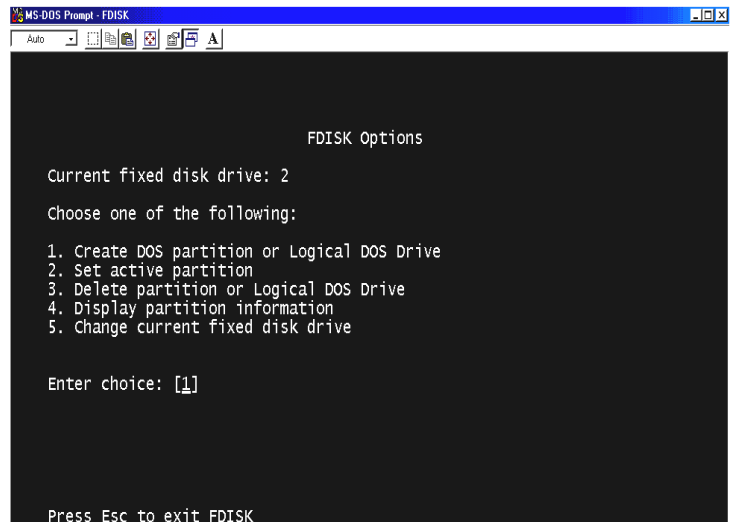 MS-DOS Prompt - FDISK
Auto
A
FDISK Options
Current fixed disk drive: 2
Choose one of the following:
1. Create DOS partition or Logical DOS Drive
2. Set active partition
3. Delete partition or Logical DOS Drive
4. Display partition information
5. Change current fixed disk drive
Enter choice: [1]
Press Esc to exit FDISK